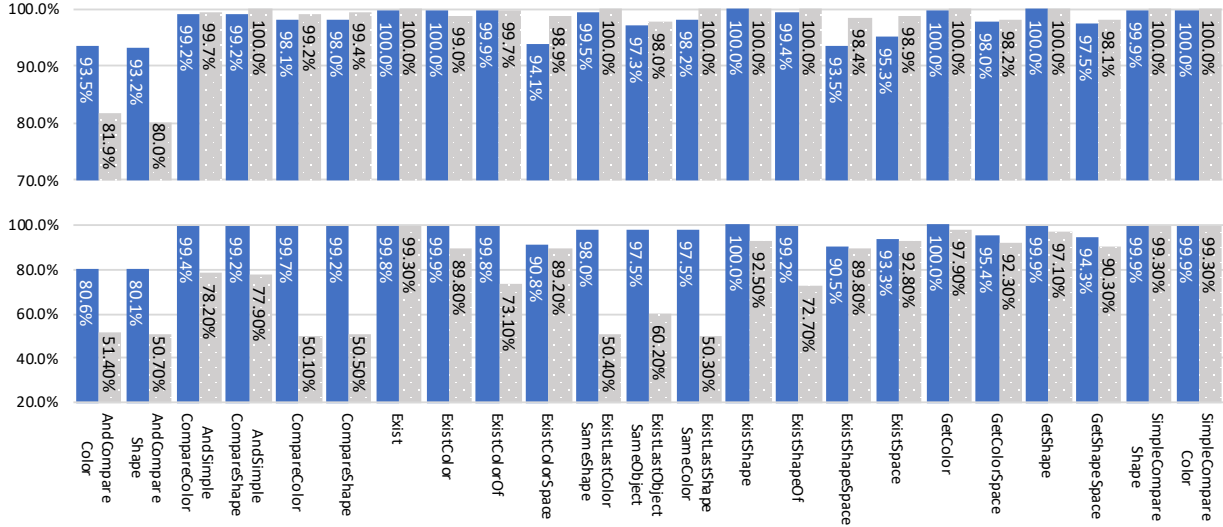 100.0%
90.0%
80.0%
70.0%
93.5% 81.9%
93.2% 80.0%
99.2% 99.7%
99.2% 100.0%
98.1% 99.2%
98.0% 99.4%
100.0% 100.0%
100.0% 99.0%
99.9% 99.7%
94.1% 98.9%
99.5% 100.0%
97.3% 98.0%
98.2% 100.0%
100.0% 100.0%
99.4% 100.0%
93.5% 98.4%
95.3% 98.9%
100.0% 100.0%
98.0% 98.2%
100.0% 100.0%
97.5% 98.1%
99.9% 100.0%
100.0% 100.0%
100.0%
80.0%
60.0%
40.0%
20.0%
80.6% 51.40%
80.1% 50.70%
99.4% 78.20%
99.2% 77.90%
99.7% 50.10%
99.2% 50.50%
99.8% 99.30%
99.9% 89.80%
99.8% 73.10%
90.8% 89.20%
98.0% 50.40%
97.5% 60.20%
97.5% 50.30%
100.0% 92.50%
99.2% 72.70%
90.5% 89.80%
93.3% 92.80%
100.0% 97.90%
95.4% 92.30%
99.9% 97.10%
94.3% 90.30%
99.9% 99.30%
99.9% 99.30%
AndCompare
Color
AndCompare
Shape
AndSimple
CompareColor
AndSimple
CompareShape
CompareColor
CompareShape
Exist
ExistColor
ExistColorOf
ExistColorSpace
ExistLastColor
SameShape
ExistLastObject
SameObject
ExistLastShape
SameColor
ExistShape
ExistShapeOf
ExistShapeSpace
ExistSpace
GetColor
GetColorSpace
GetShape
GetShapeSpace
SimpleCompare
Shape
SimpleCompare
Color